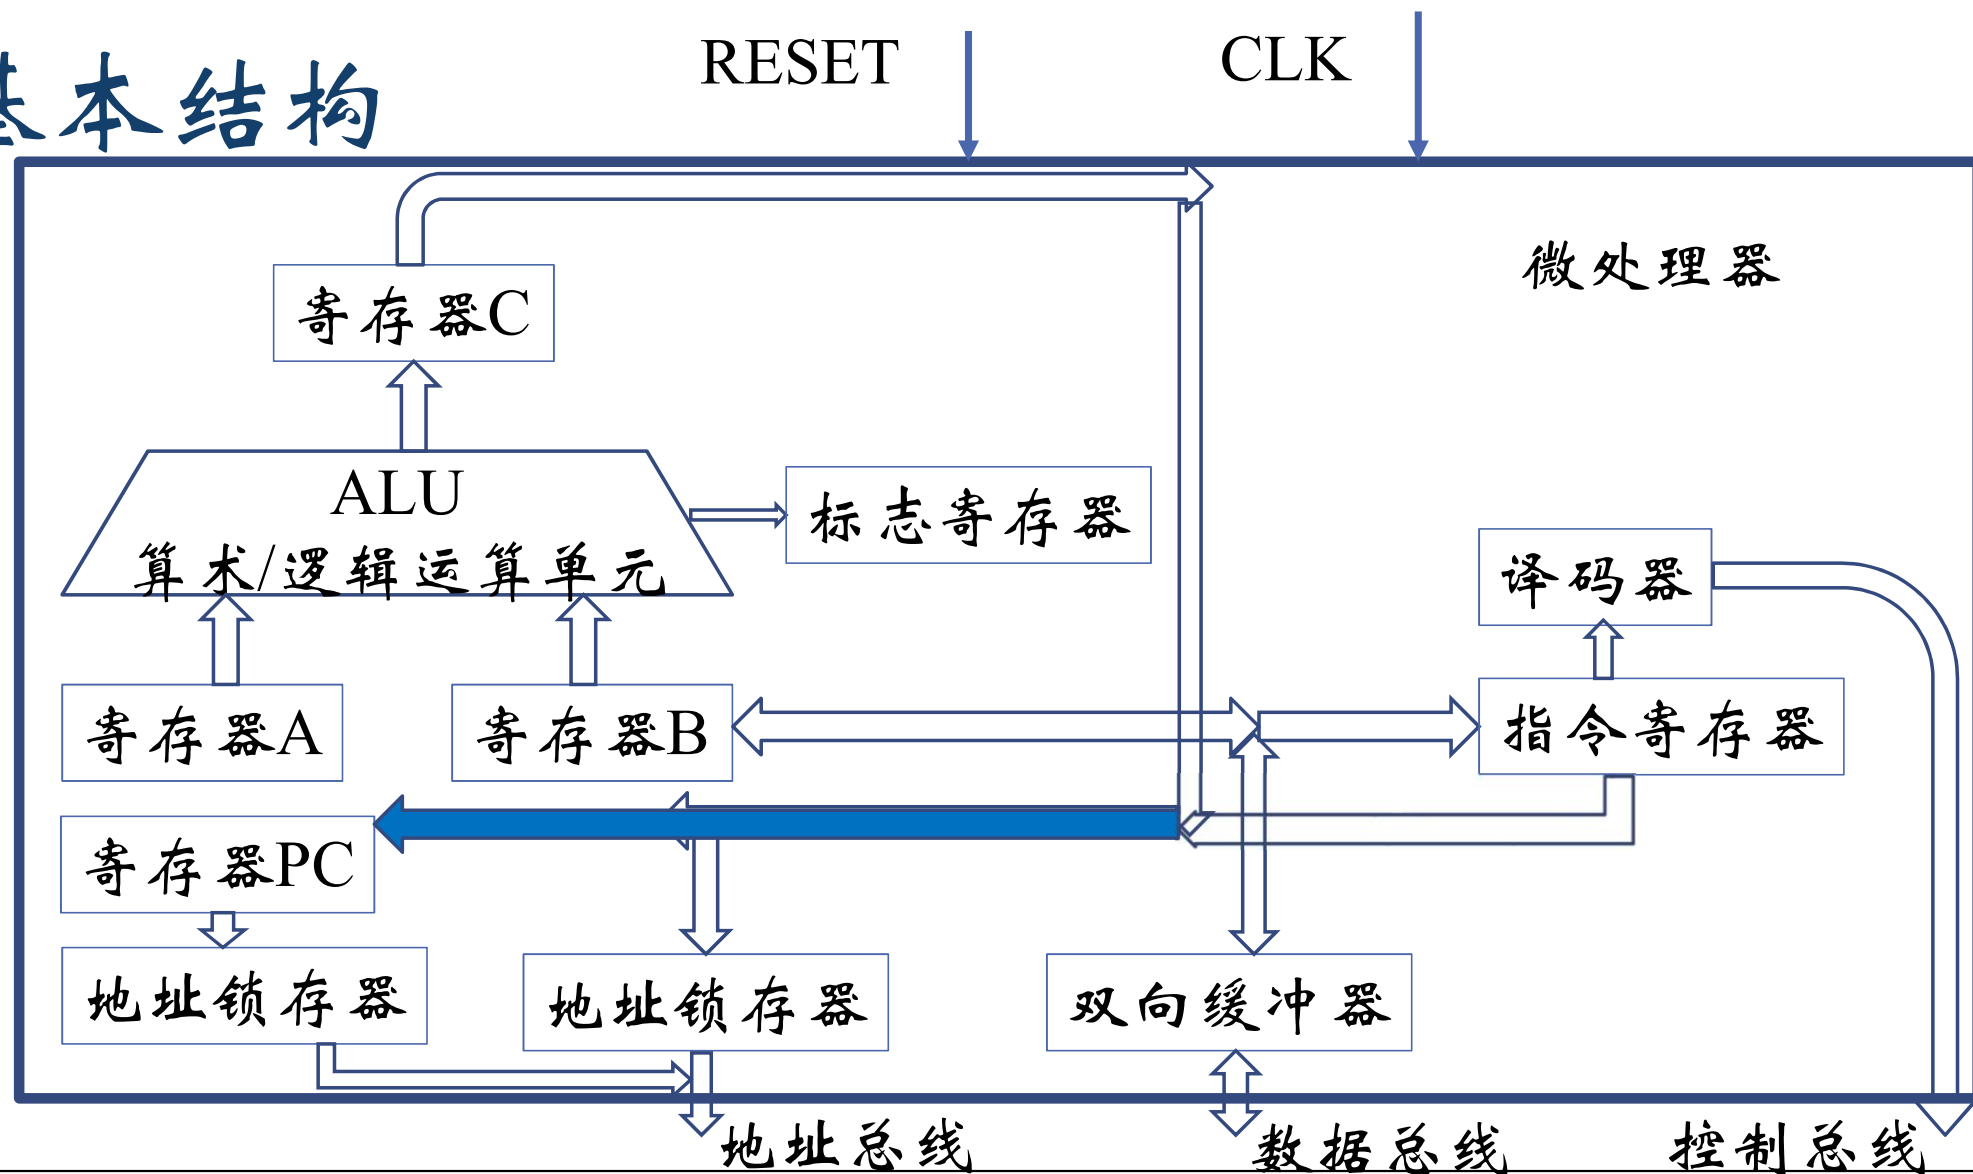 RESET
CLK
基本结构
微处理器
寄存器C
ALU
算术/逻辑运算单元
标志寄存器
译码器
寄存器A
寄存器B
指令寄存器
寄存器PC
地址锁存器
地址锁存器
双向缓冲器
地址总线
数据总线
控制总线